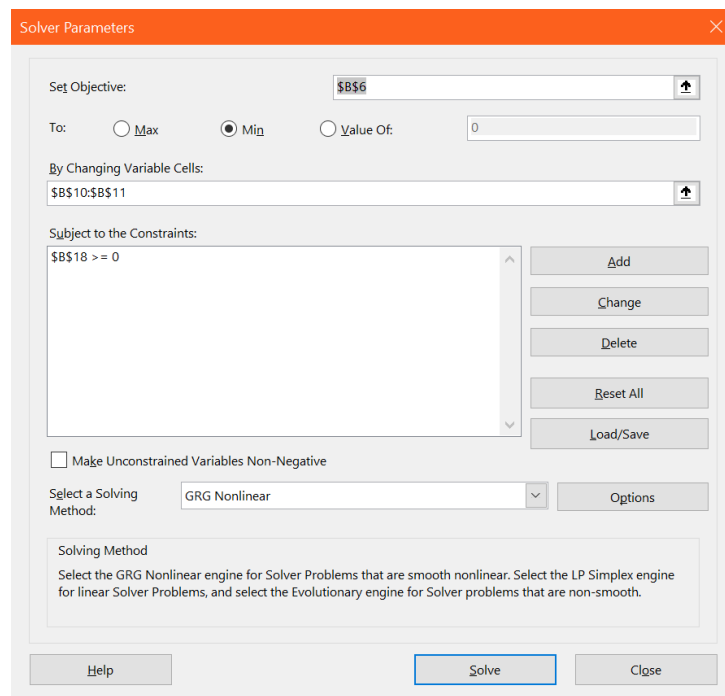 Solver Parameters
Set Objective:
$B$6
To:
Max
Min
Value Of:
0
By Changing Variable Cells:
$B$10:$B$11
Subject to the Constraints:
$B$18 >= 0
Add
Change
Delete
Reset All
Load/Save
Make Unconstrained Variables Non-Negative
Select a Solving
Method:
GRG Nonlinear
Options
Solving Method
Select the GRG Nonlinear engine for Solver Problems that are smooth nonlinear. Select the LP Simplex engine
for linear Solver Problems, and select the Evolutionary engine for Solver problems that are non-smooth.
Help
Solve
Close